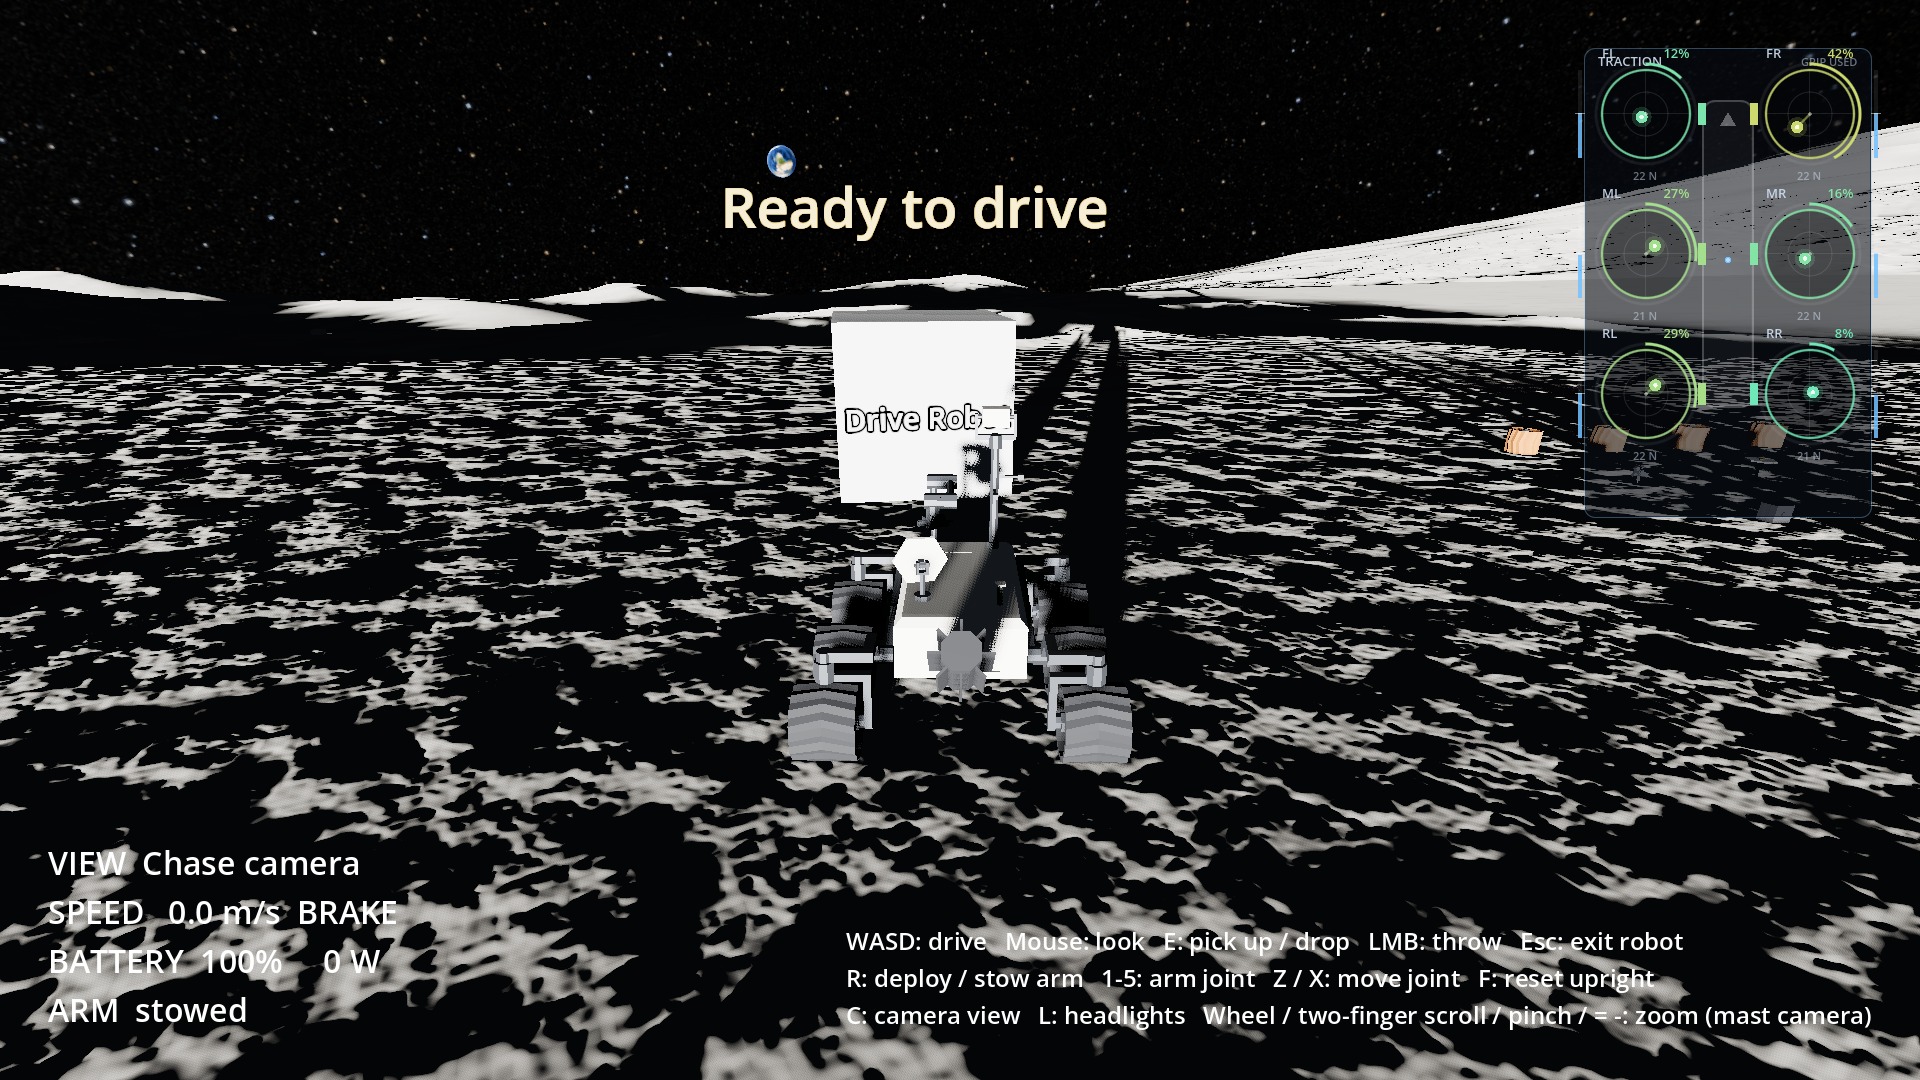 FL 12% FR 42%
TRACTION GRIP USED
22 N 22 N
ML 27% MR 16%
21 N 22 N
RL 29% RR 8%
22 N 21 N
Ready to drive
Drive
VIEW Chase camera
SPEED 0.0 m/s BRAKE
BATTERY 100% 0 W
ARM stowed
WASD: drive Mouse: look E: pick up / drop LMB: throw Esc: exit robot
R: deploy / stow arm 1-5: arm joint Z / X: move joint F: reset upright
C: camera view L: headlights Wheel / two-finger scroll / pinch / = -: zoom (mast camera)